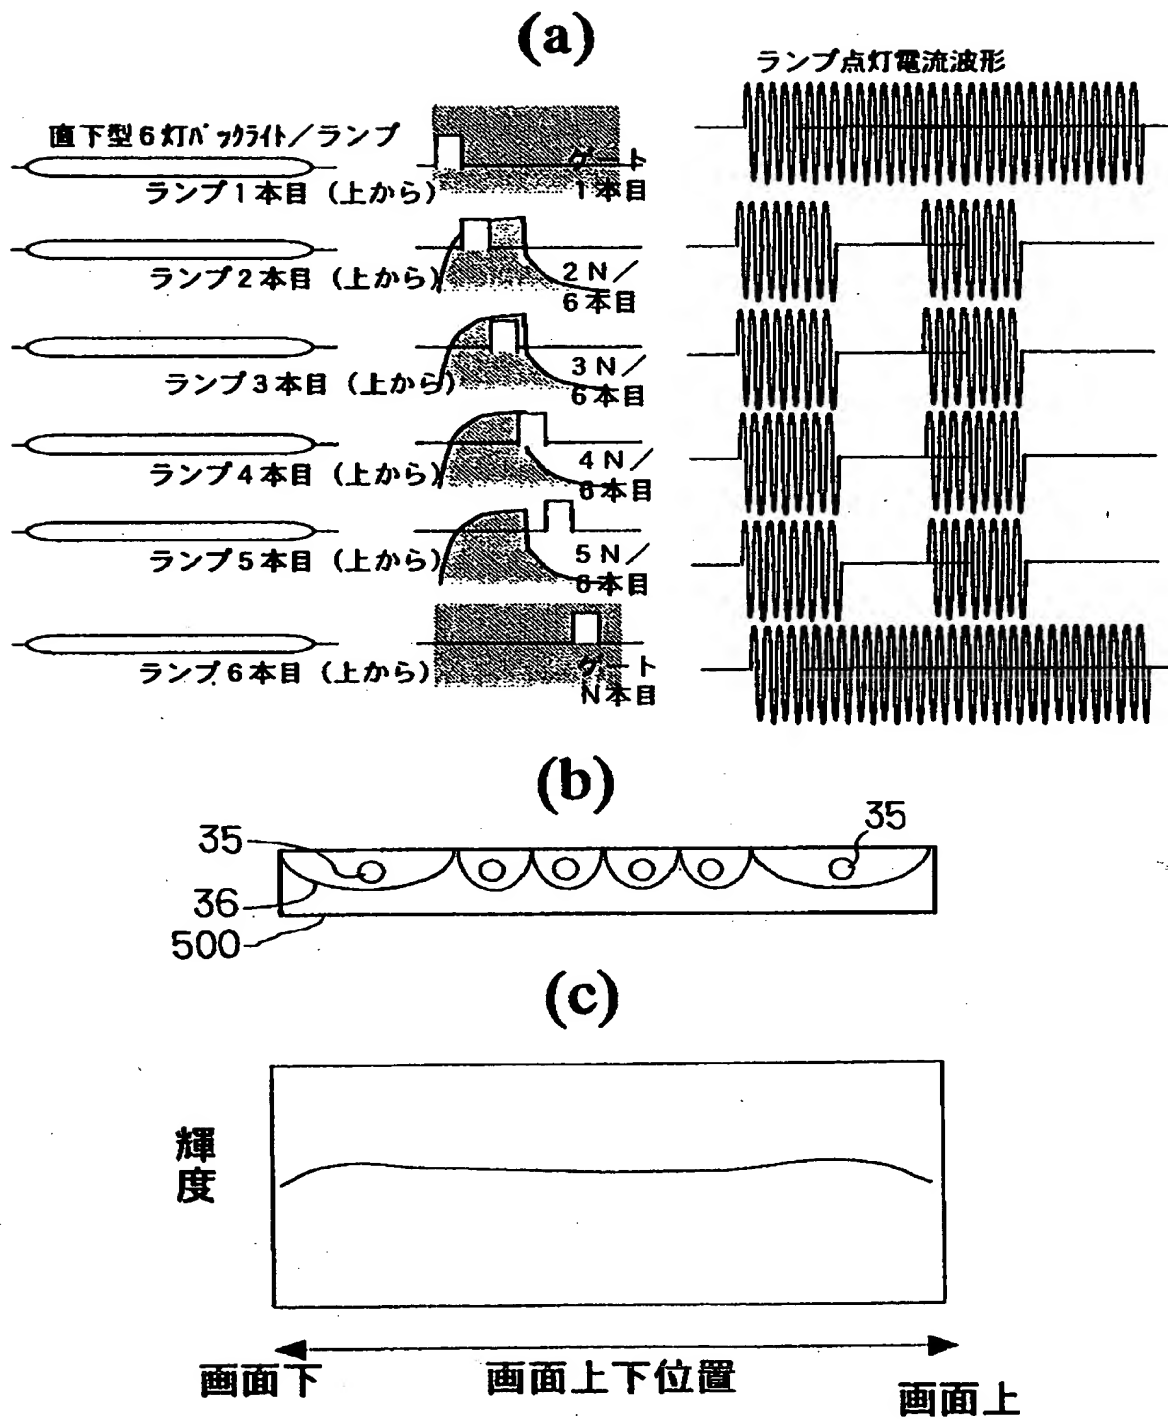 (a)
ランプ点灯電流波形
直下型6灯バックライト/ランプ
ランプ1本目(上から)
ゲート
1本目
ランプ2本目(上から)
2N/
6本目
ランプ3本目(上から)
3N/
6本目
ランプ4本目(上から)
4N/
6本目
ランプ5本目(上から)
5N/
6本目
ランプ6本目(上から)
ゲート
N本目
(b)
35
35
36
500
(c)
輝度
画面下
画面上下位置
画面上